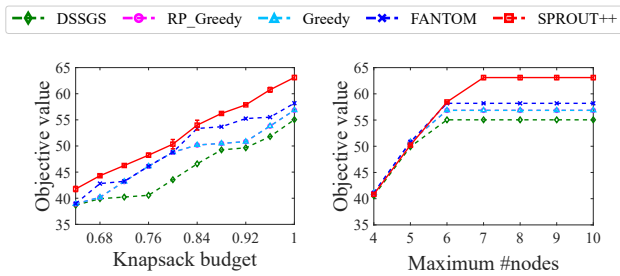 DSSGS RP_Greedy Greedy FANTOM SPROUT++
Objective value
65
60
55
50
45
40
35
0.68 0.76 0.84 0.92 1
Knapsack budget
Objective value
65
60
55
50
45
40
35
4 5 6 7 8 9 10
Maximum #nodes